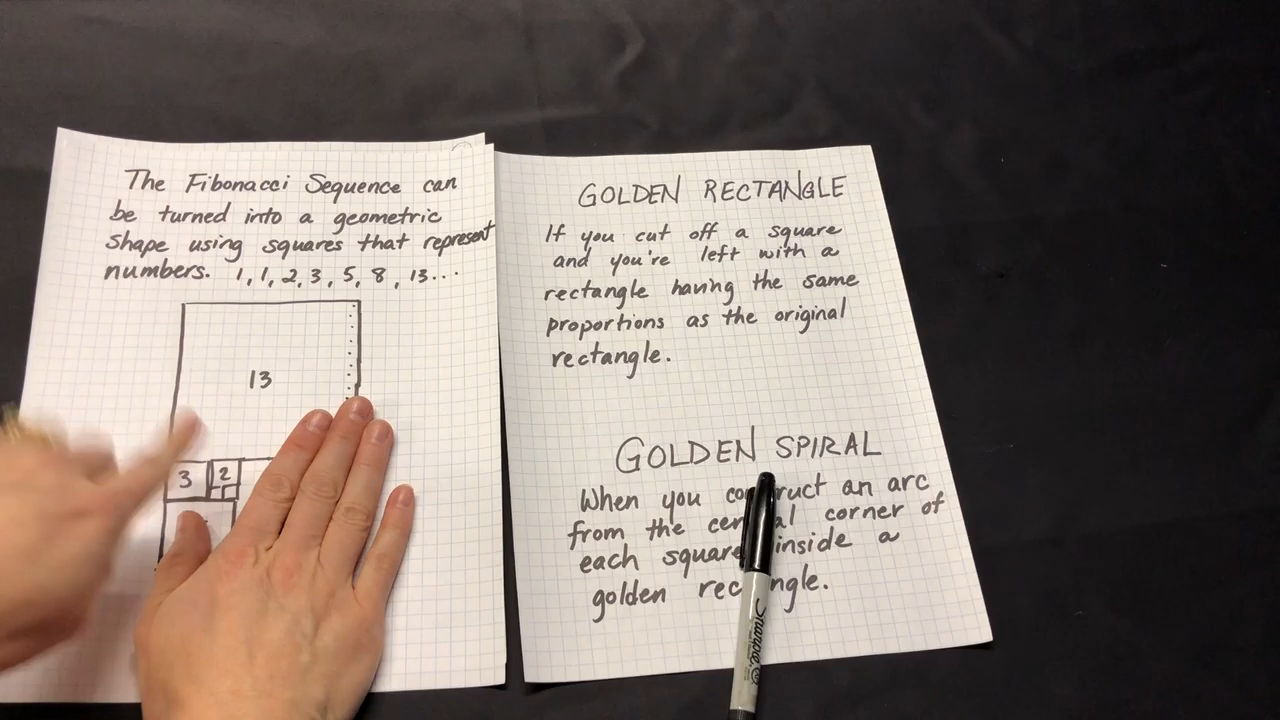 The Fibonacci Sequence can
be turned into a geometric
shape using squares that represent
numbers. 1, 1, 2, 3, 5, 8, 13...
13
3 2
GOLDEN RECTANGLE
If you cut off a square
and you're left with a
rectangle having the same
proportions as the original
rectangle.
GOLDEN SPIRAL
When you an arc
from the corner of
each square inside a
golden
Sharpie